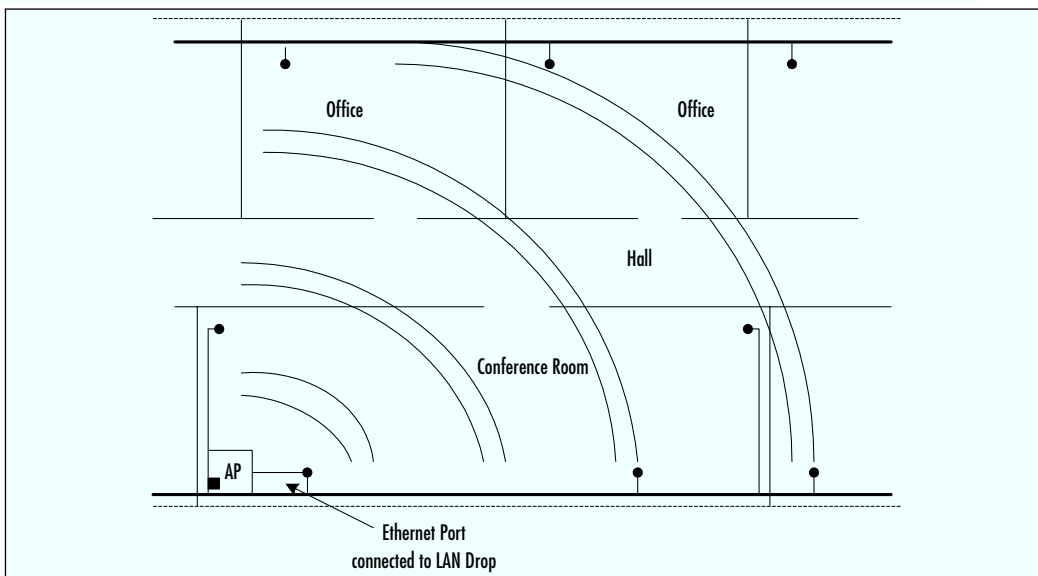 Office
Office
Hall
Conference Room
AP
Ethernet Port
connected to LAN Drop